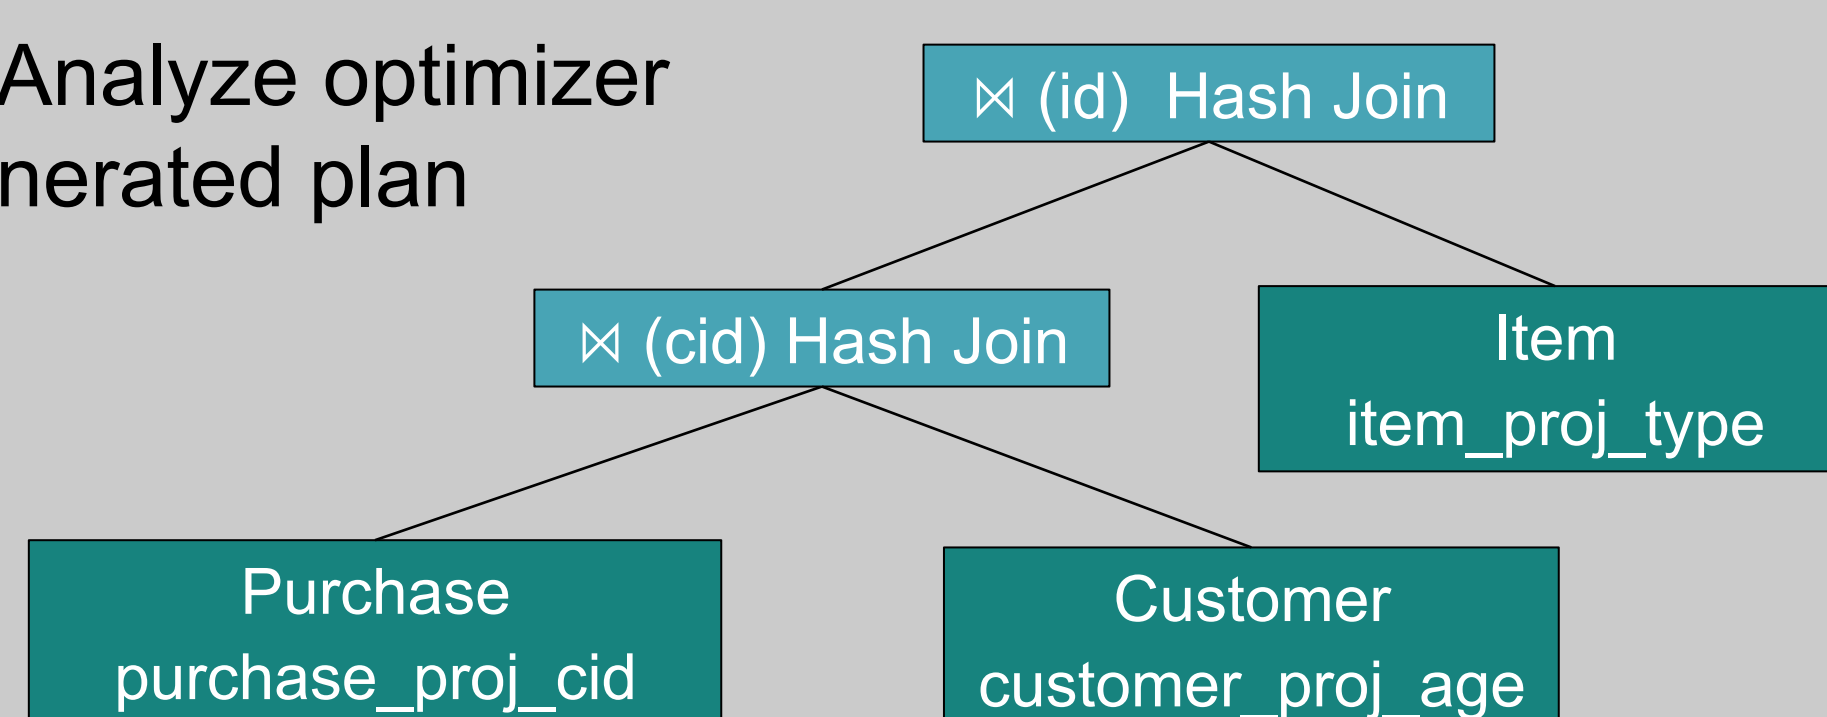 Analyze optimizer
nerated plan
⋈ (id) Hash Join
⋈ (cid) Hash Join
Item
item_proj_type
Purchase
purchase_proj_cid
Customer
customer_proj_age